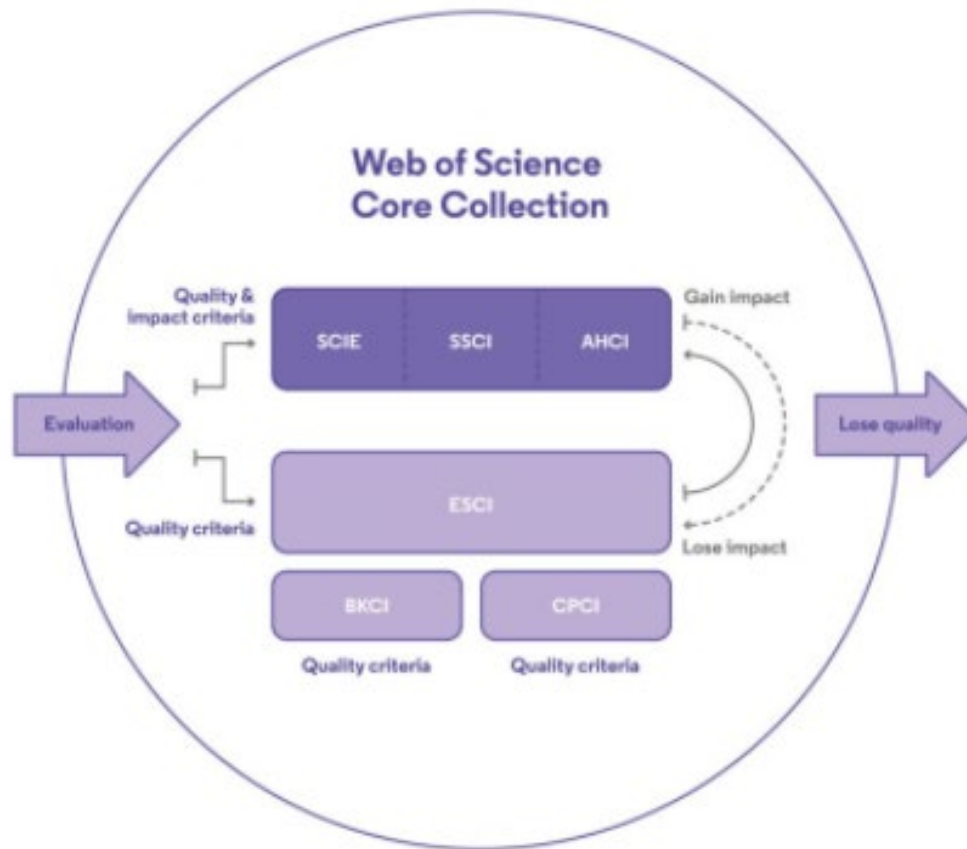 Web of Science
Core Collection
Quality &
impact criteria
SCIE
SSCI
AHCI
Gain impact
Evaluation
Lose quality
ESCI
Quality criteria
Lose impact
BKCI
CPCI
Quality criteria
Quality criteria